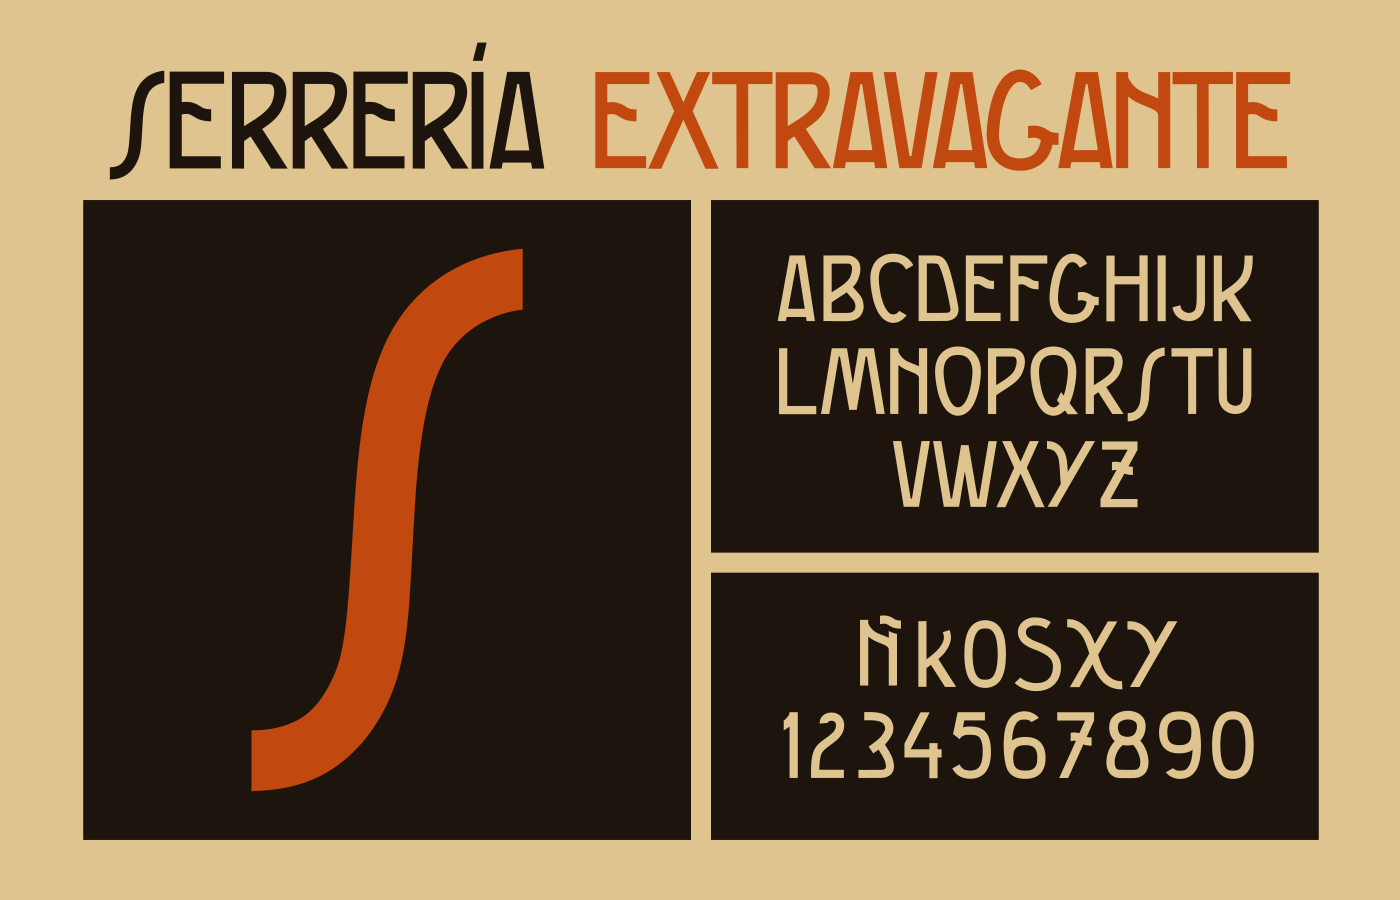 SERRERÍA EXTRAVAGANTE
S
ABCDEFGHIJK
LMNOPQRSTU
VWXYZ
ÑKOSXY
1234567890